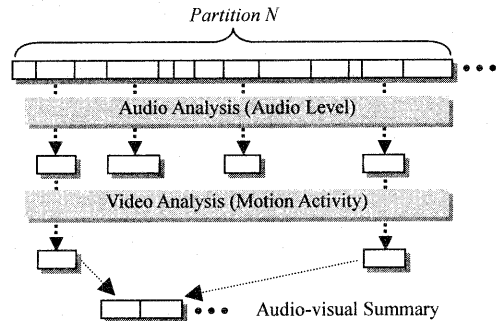 Partition N
Audio Analysis (Audio Level)
Video Analysis (Motion Activity)
Audio-visual Summary